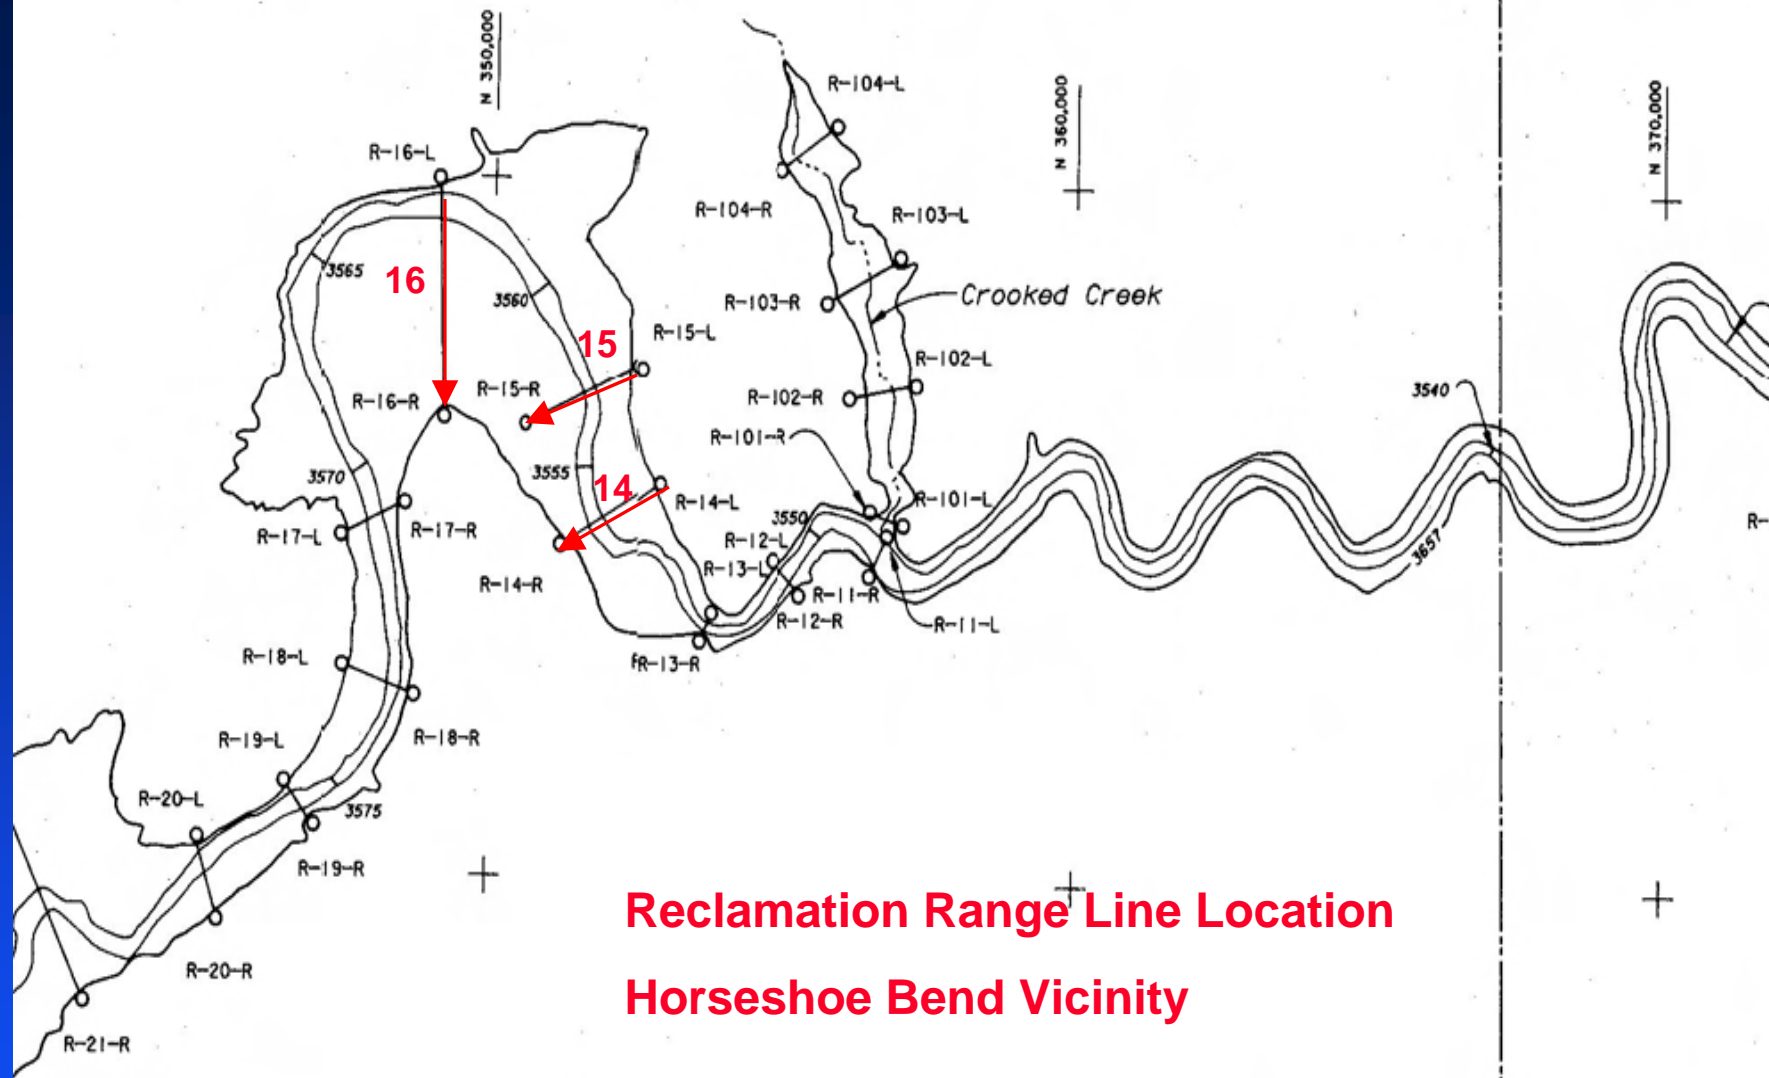 N 350,000
N 360,000
N 370,000
R-104-L
R-16-L
R-104-R
R-103-L
3565
16
3560
R-103-R
Crooked Creek
15
R-15-L
R-102-L
R-16-R
R-15-R
R-102-R
3540
R-101-R
3570
3555
14
R-14-L
R-101-L
R-17-L
R-17-R
3550
R-12-L
3657
R-
R-13-L
R-14-R
R-11-R
R-12-R
R-11-L
R-18-L
R-13-R
R-19-L
R-18-R
R-20-L
3575
R-19-R
Reclamation Range Line Location
R-20-R
Horseshoe Bend Vicinity
R-21-R